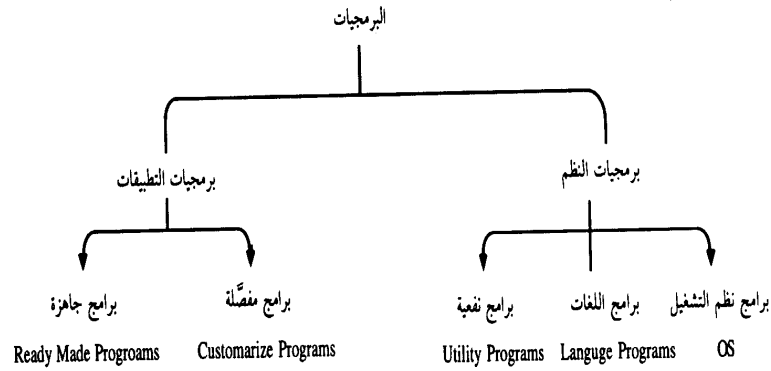 البرمجيات
برمجيات النظم
برمجيات التطبيقات
برامج نظم التشغيل
برامج اللغات
برامج نفعية
برامج مفصَّلة
برامج جاهزة
OS
Languge Programs
Utility Programs
Customarize Programs
Ready Made Progroams